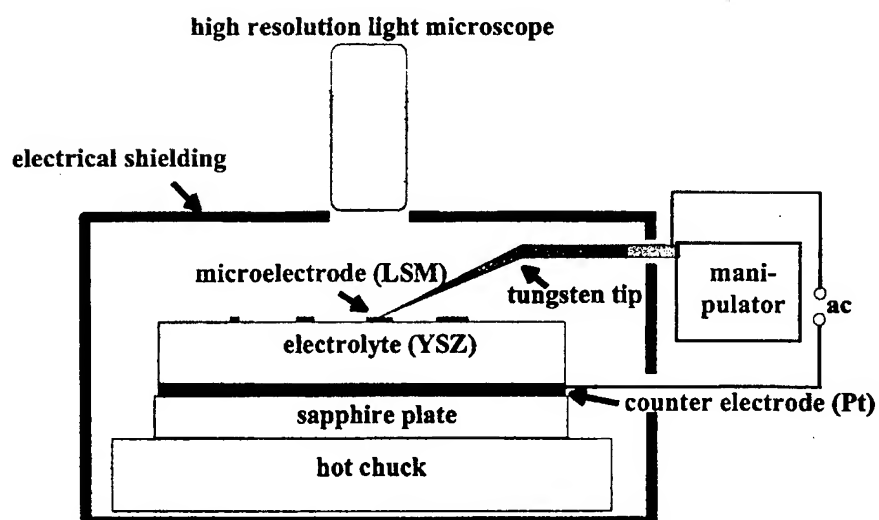 high resolution light microscope
electrical shielding
microelectrode (LSM)
tungsten tip
mani-
pulator
ac
electrolyte (YSZ)
counter electrode (Pt)
sapphire plate
hot chuck